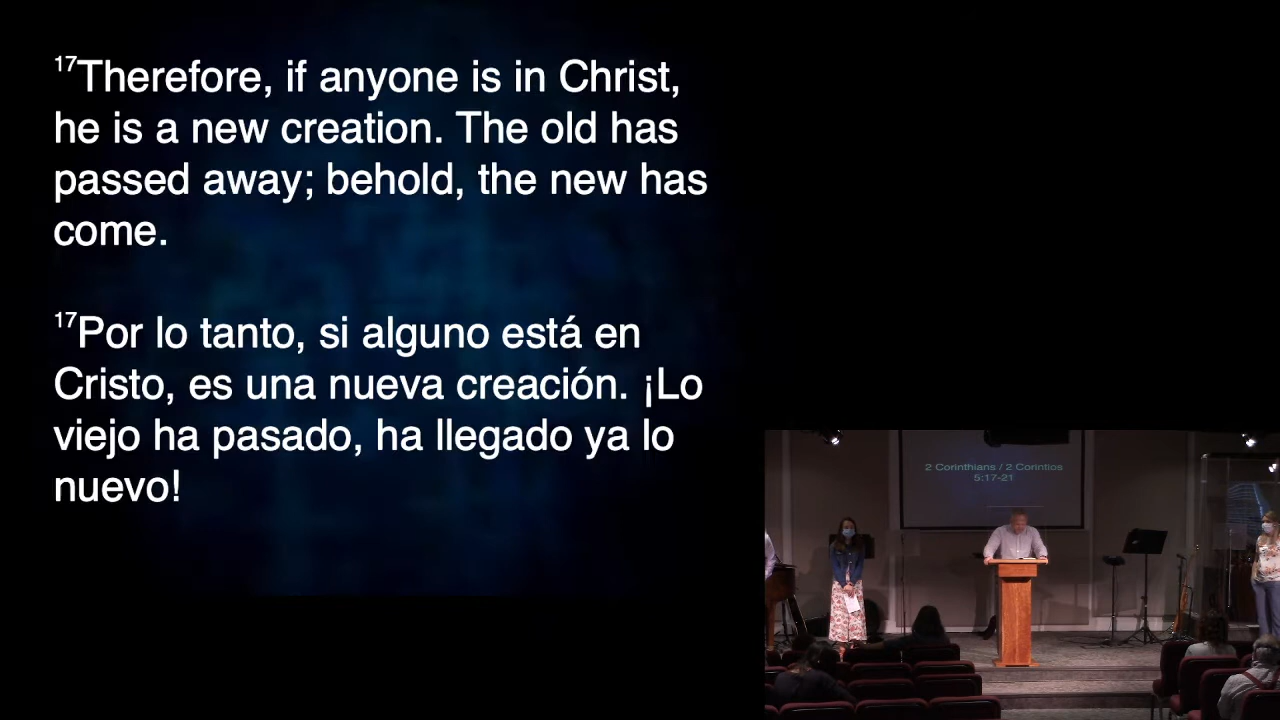 17Therefore, if anyone is in Christ,
he is a new creation. The old has
passed away; behold, the new has
come.
17Por lo tanto, si alguno está en
Cristo, es una nueva creación. ¡Lo
viejo ha pasado, ha llegado ya lo
nuevo!
2 Corinthians / 2 Corintios
5:17-21